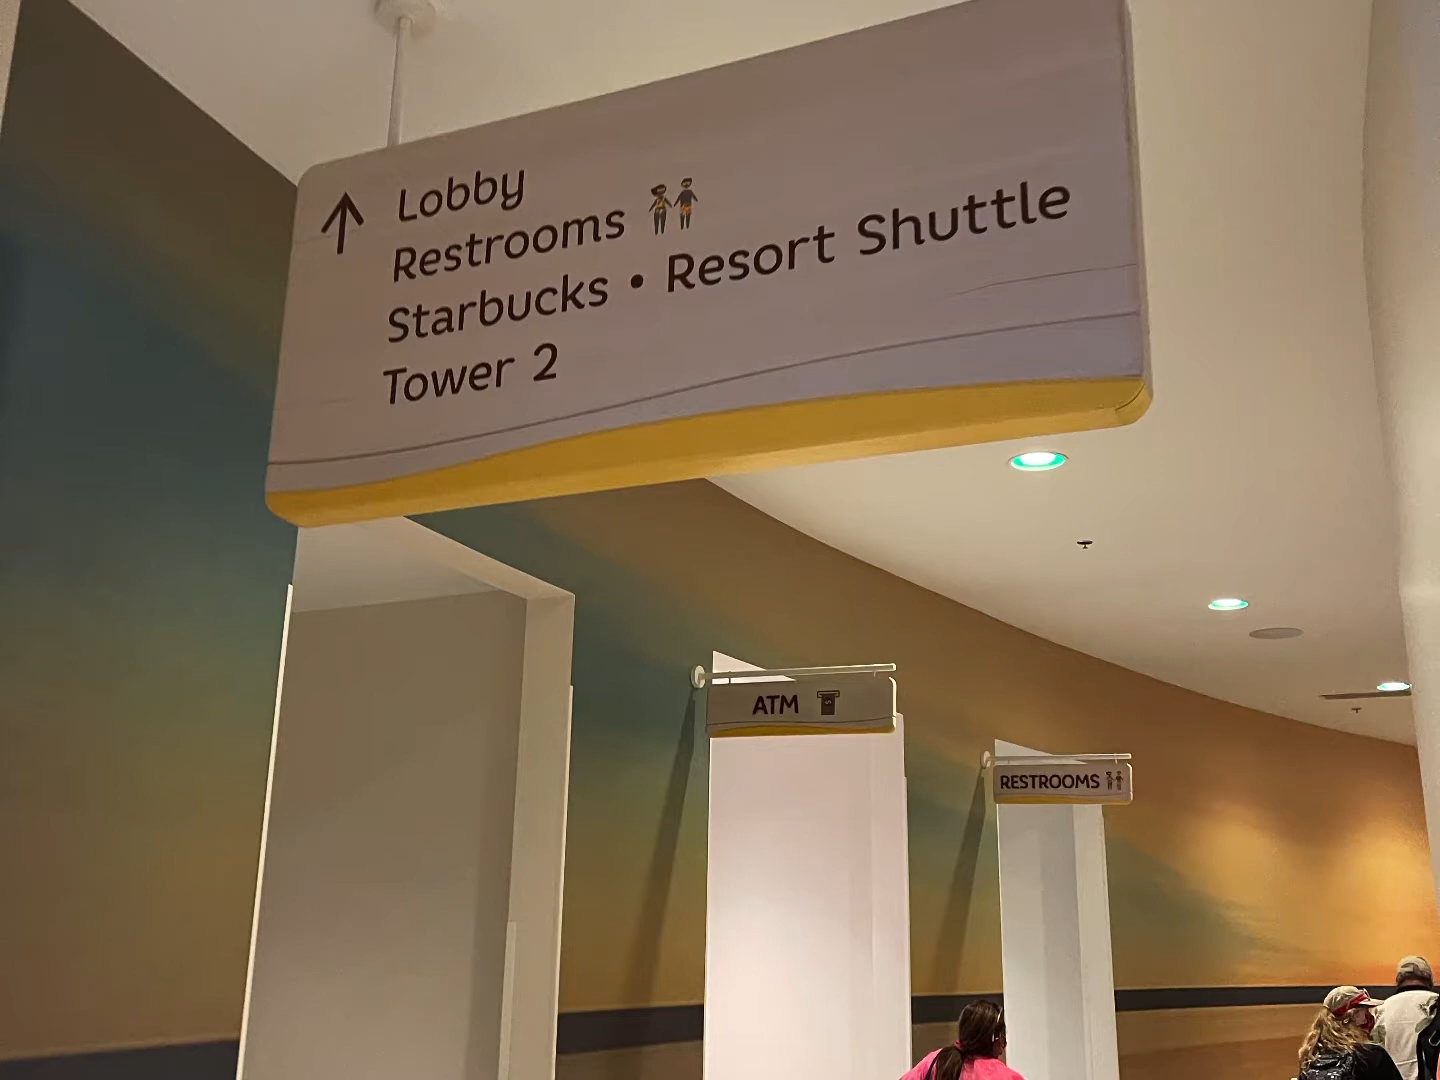 Lobby
Restrooms
Starbucks • Resort Shuttle
Tower 2
ATM
RESTROOMS